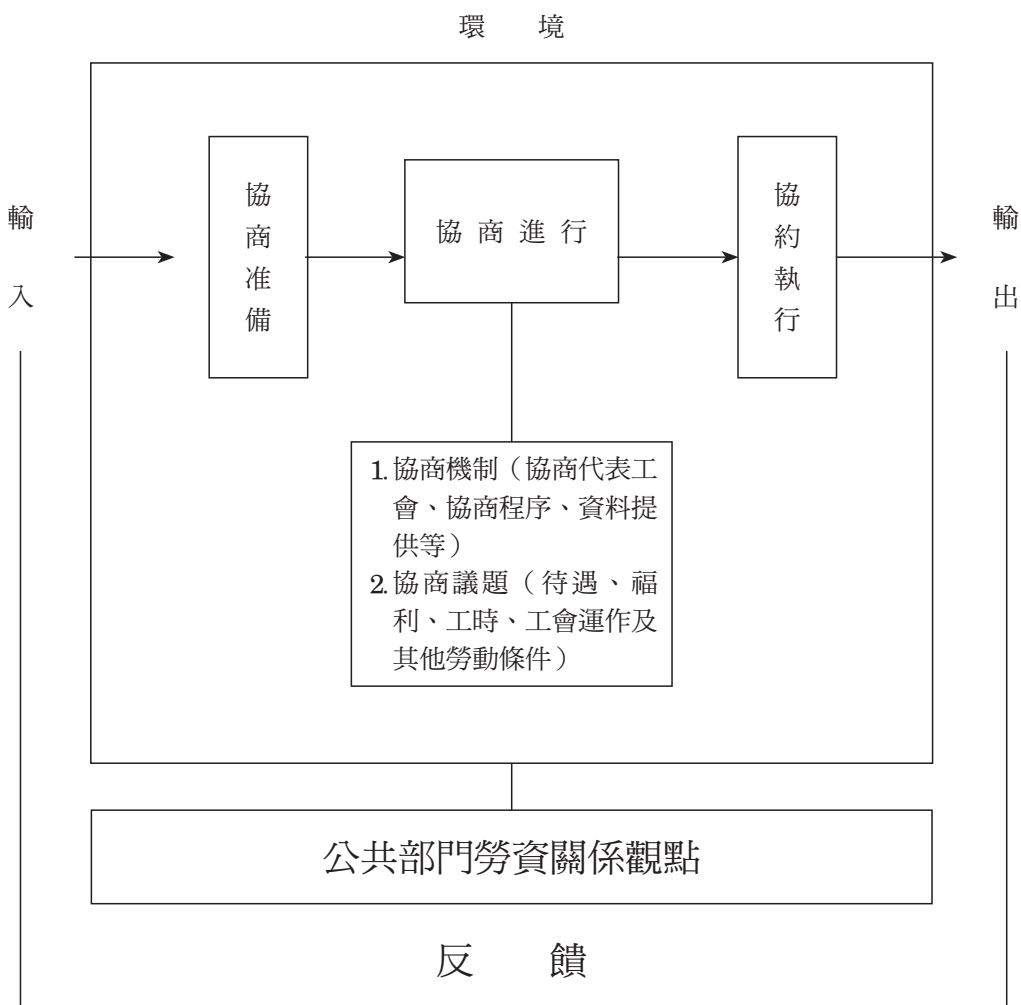 環境
輸入
協商准備
協商進行
協約執行
輸出
1.協商機制（協商代表工
會、協商程序、資料提
供等）
2.協商議題（待遇、福
利、工時、工會運作及
其他勞動條件）
公共部門勞資關係觀點
反饋